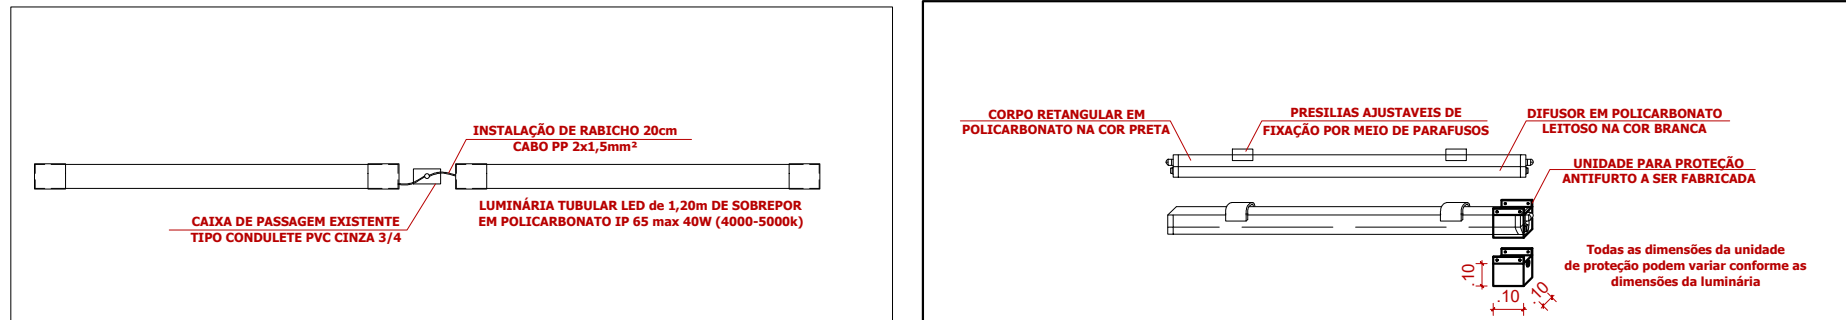 INSTALAÇÃO DE RABICHO 20cm
CABO PP 2x1,5mm²
LUMINÁRIA TUBULAR LED de 1,20m DE SOBREPOR
EM POLICARBONATO IP 65 max 40W (4000-5000k)
CAIXA DE PASSAGEM EXISTENTE
TIPO CONDULETE PVC CINZA 3/4
CORPO RETANGULAR EM
POLICARBONATO NA COR PRETA
PRESILIAS AJUSTAVEIS DE
FIXAÇÃO POR MEIO DE PARAFUSOS
DIFUSOR EM POLICARBONATO
LEITOSO NA COR BRANCA
UNIDADE PARA PROTEÇÃO
ANTIFURTO A SER FABRICADA
Todas as dimensões da unidade
de proteção podem variar conforme as
dimensões da luminária
.10
.10
.10